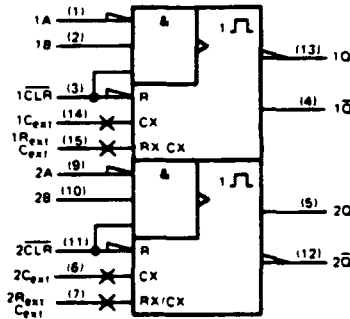 1A (1) & 1 (13) 1Q
1B (2)
1CLR (3) R (4) 1Q
1Cext (14) CX
1Rext (15) RX CX
Cext
2A (9) & 1
2B (10) (5) 2Q
2CLR (11) R (12) 2Q
2Cext (6) CX
2Rext (7) RX/CX
Cext